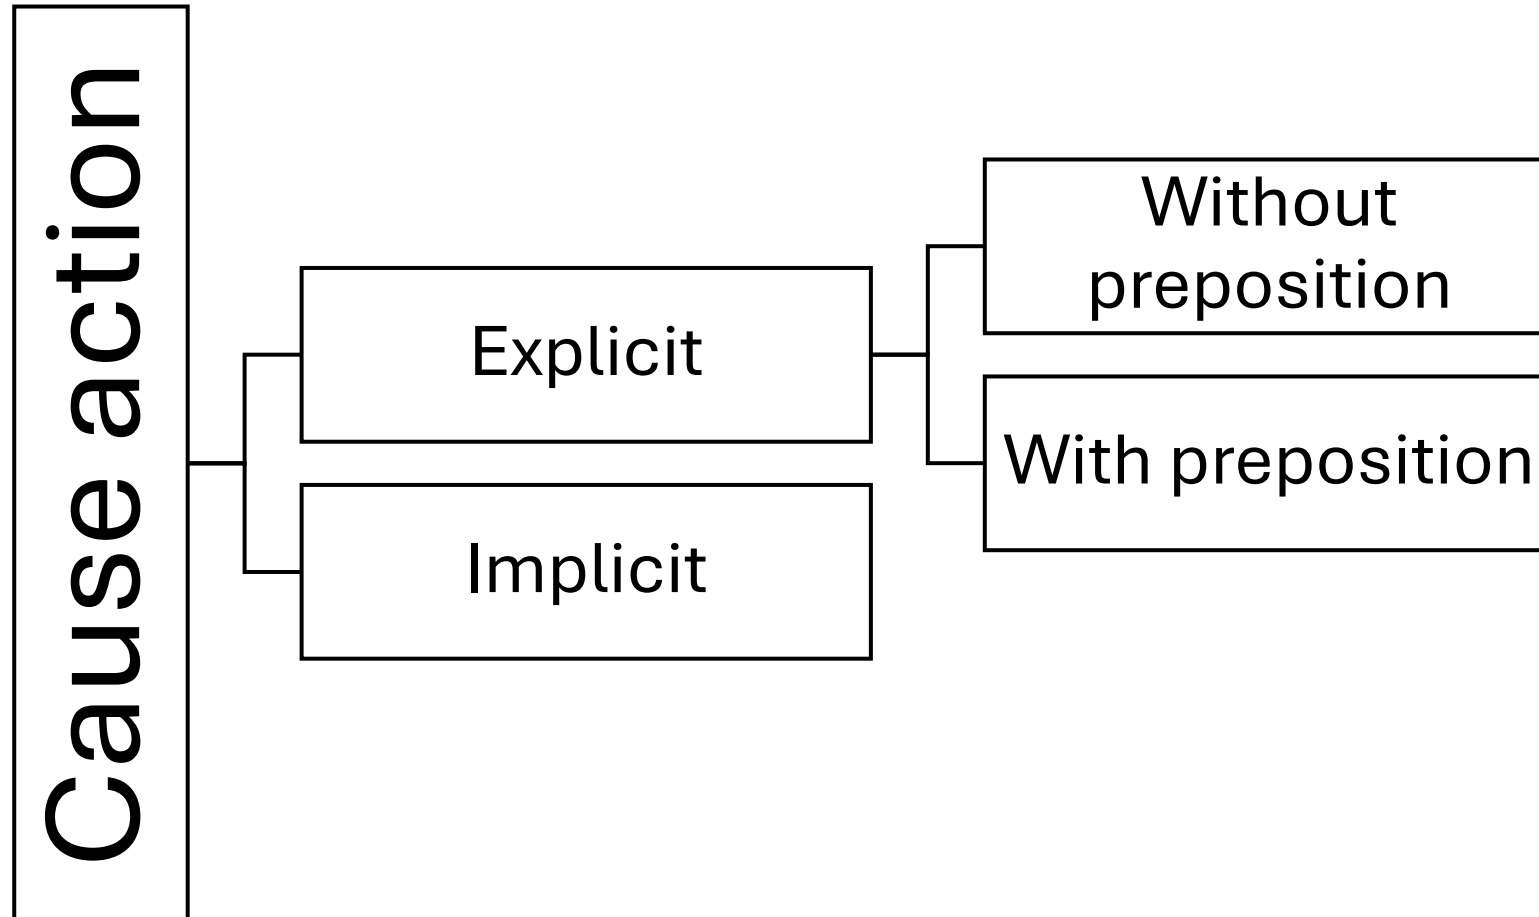 Cause action
Explicit
Implicit
Without
preposition
With preposition